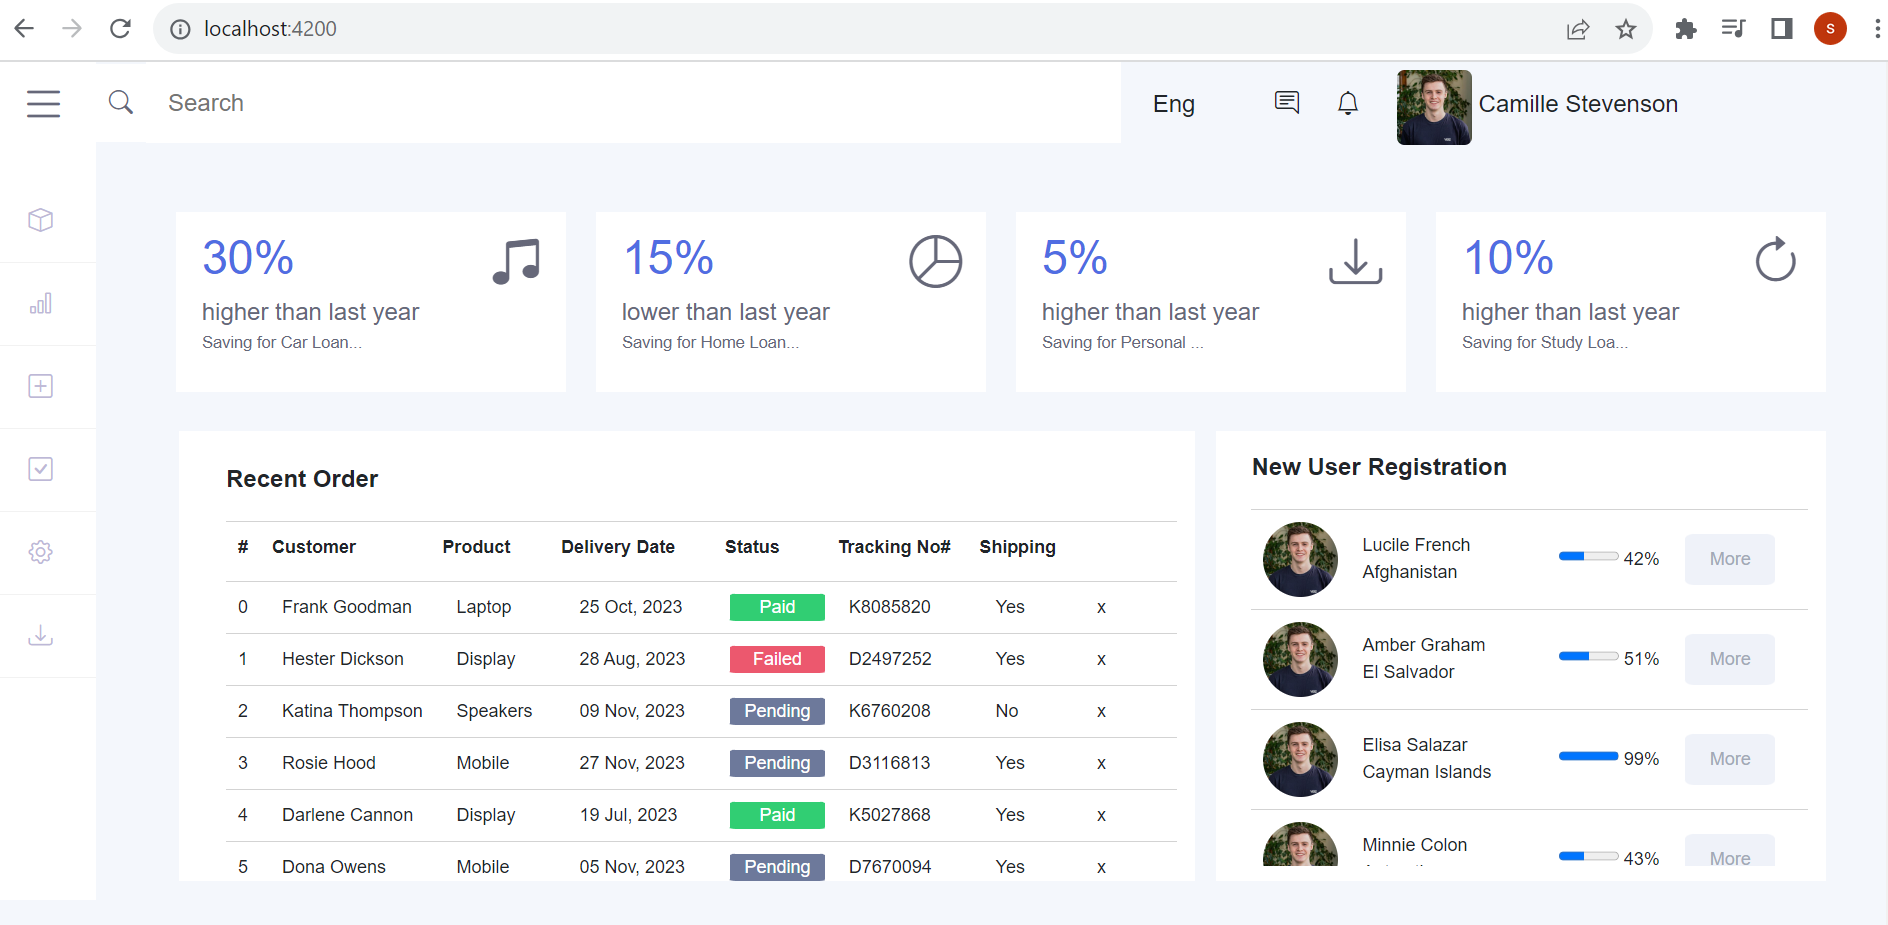 localhost:4200
S
Search
Eng
Camille Stevenson
30%
higher than last year
Saving for Car Loan...
15%
lower than last year
Saving for Home Loan...
5%
higher than last year
Saving for Personal ...
10%
higher than last year
Saving for Study Loa...
Recent Order
# Customer Product Delivery Date Status Tracking No# Shipping
0 Frank Goodman Laptop 25 Oct, 2023 Paid K8085820 Yes x
1 Hester Dickson Display 28 Aug, 2023 Failed D2497252 Yes x
2 Katina Thompson Speakers 09 Nov, 2023 Pending K6760208 No x
3 Rosie Hood Mobile 27 Nov, 2023 Pending D3116813 Yes x
4 Darlene Cannon Display 19 Jul, 2023 Paid K5027868 Yes x
5 Dona Owens Mobile 05 Nov, 2023 Pending D7670094 Yes x
New User Registration
Lucile French
Afghanistan
42% More
Amber Graham
El Salvador
51% More
Elisa Salazar
Cayman Islands
99% More
Minnie Colon
43% More